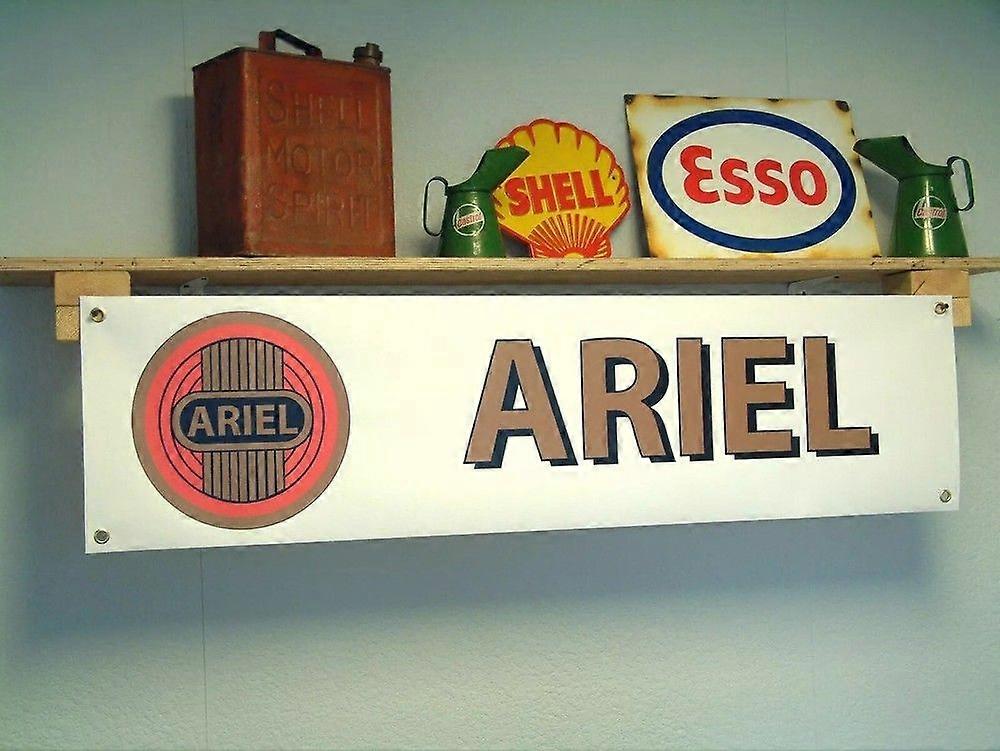 SHELL
MOTOR
SPIRIT
Castrol
SHELL
Esso
Castrol
ARIEL
ARIEL